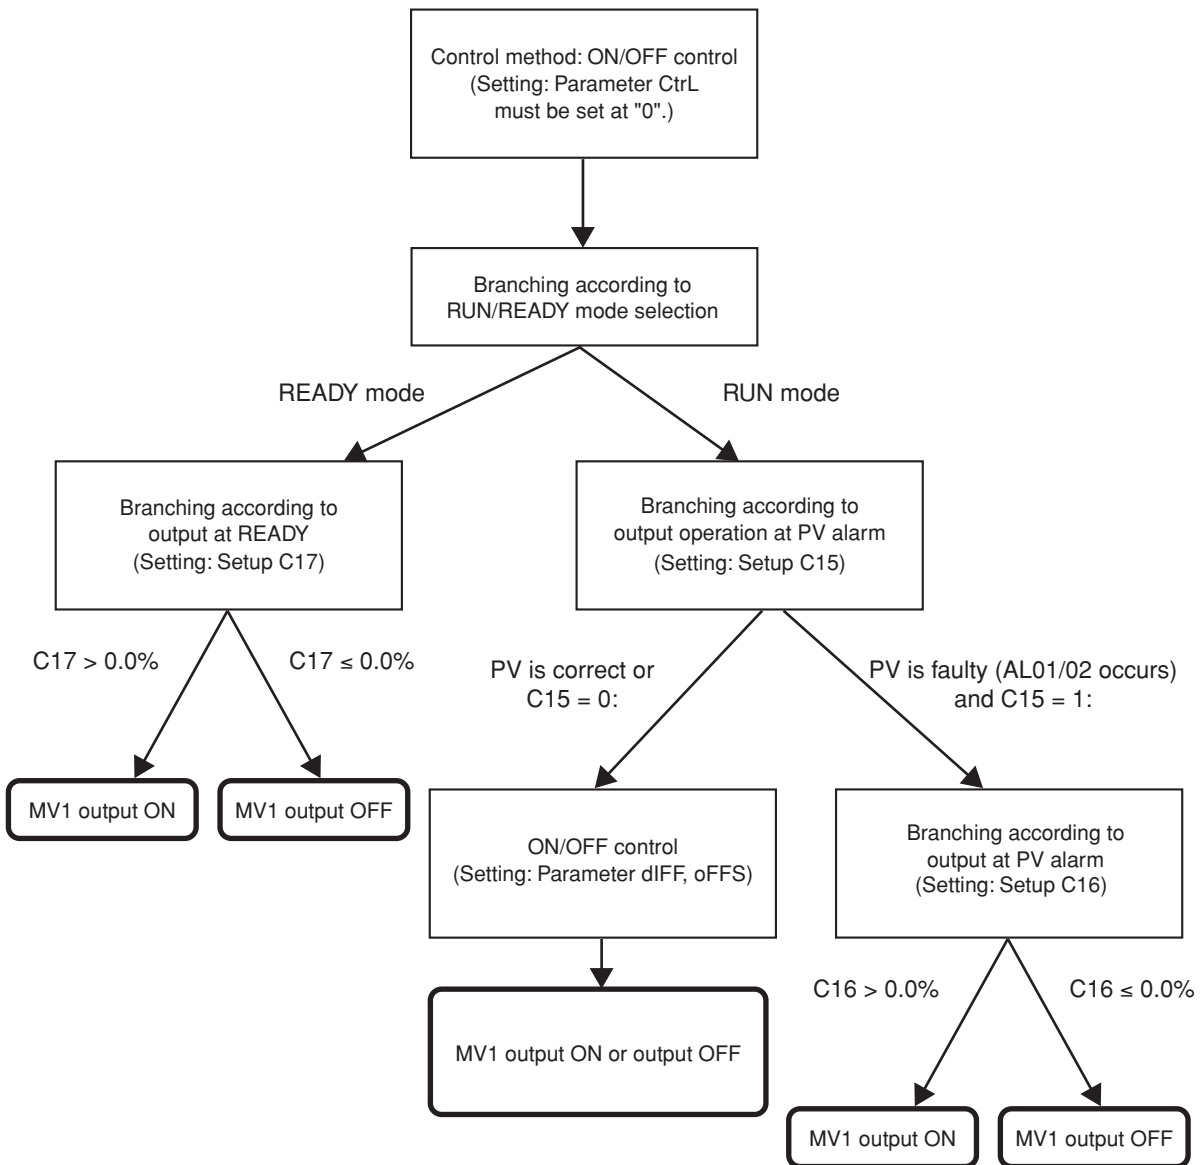 Control method: ON/OFF control
(Setting: Parameter CtrL
must be set at "0".)
Branching according to
RUN/READY mode selection
READY mode
RUN mode
Branching according to
output at READY
(Setting: Setup C17)
Branching according to
output operation at PV alarm
(Setting: Setup C15)
C17 > 0.0%
C17 ≤ 0.0%
PV is correct or
C15 = 0:
PV is faulty (AL01/02 occurs)
and C15 = 1:
MV1 output ON
MV1 output OFF
ON/OFF control
(Setting: Parameter dIFF, oFFS)
Branching according to
output at PV alarm
(Setting: Setup C16)
C16 > 0.0%
C16 ≤ 0.0%
MV1 output ON or output OFF
MV1 output ON
MV1 output OFF